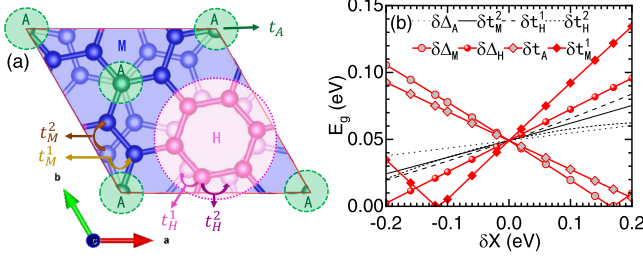 (a)
A
A
t_A
M
A
H
t_M^2
t_M^1
A
A
t_H^1
t_H^2
b
c
a
(b)
δΔ_A
δt_M^2
δt_H^1
δt_H^2
δΔ_M
δΔ_H
δt_A
δt_M^1
E_g (eV)
0.15
0.10
0.05
0.00
-0.2
-0.1
0.0
0.1
0.2
δX (eV)